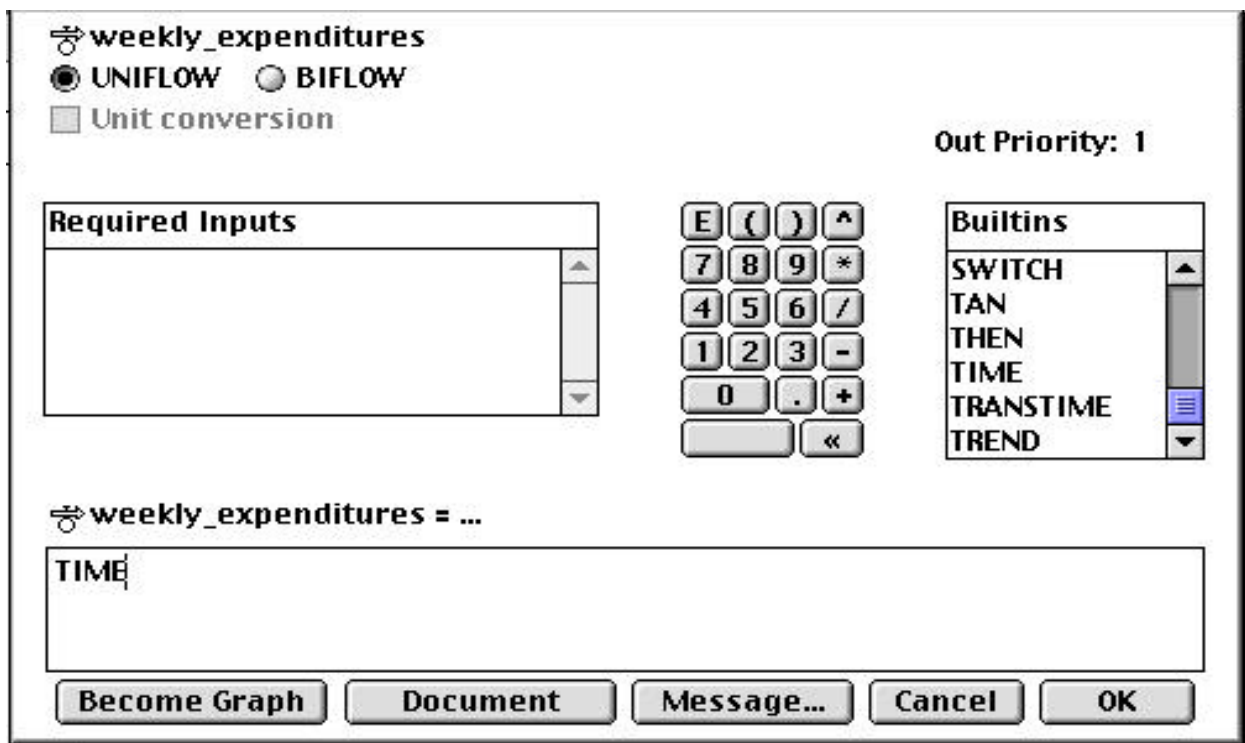 weekly_expenditures
UNIFLOW BIFLOW
Unit conversion
Out Priority: 1
Required Inputs
E ( ) ^
7 8 9 *
4 5 6 /
1 2 3 -
0 . +
«
Builtins
SWITCH
TAN
THEN
TIME
TRANSTIME
TREND
weekly_expenditures = ...
TIME
Become Graph Document Message... Cancel OK